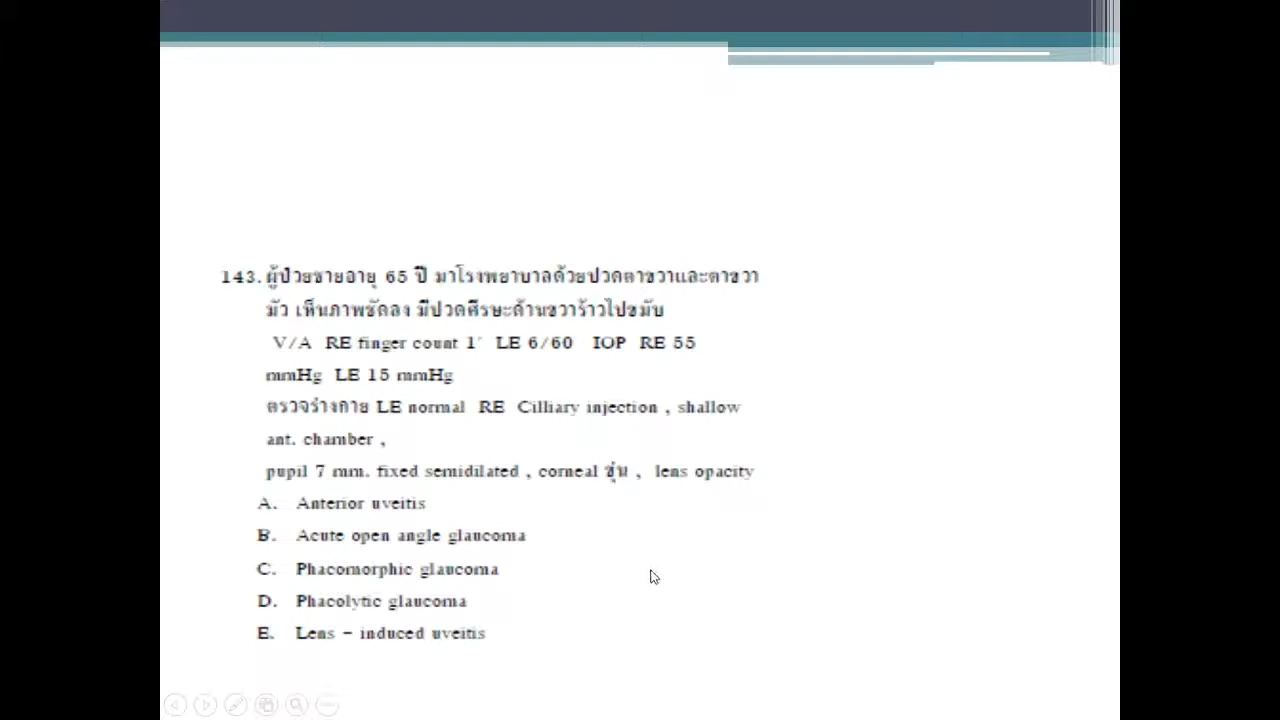 143. ผู้ป่วยชายอายุ 65 ปี มาโรงพยาบาลด้วยปวดตาขวาและตาขวา
มัว เห็นภาพชัดลง มีปวดศีรษะด้านขวาร้าวไปขมับ
V/A RE finger count 1' LE 6/60 IOP RE 55
mmHg LE 15 mmHg
ตรวจร่างกาย LE normal RE Cilliary injection , shallow
ant. chamber ,
pupil 7 mm. fixed semidilated , corneal ขุ่น , lens opacity
A. Anterior uveitis
B. Acute open angle glaucoma
C. Phacomorphic glaucoma
D. Phacolytic glaucoma
E. Lens - induced uveitis